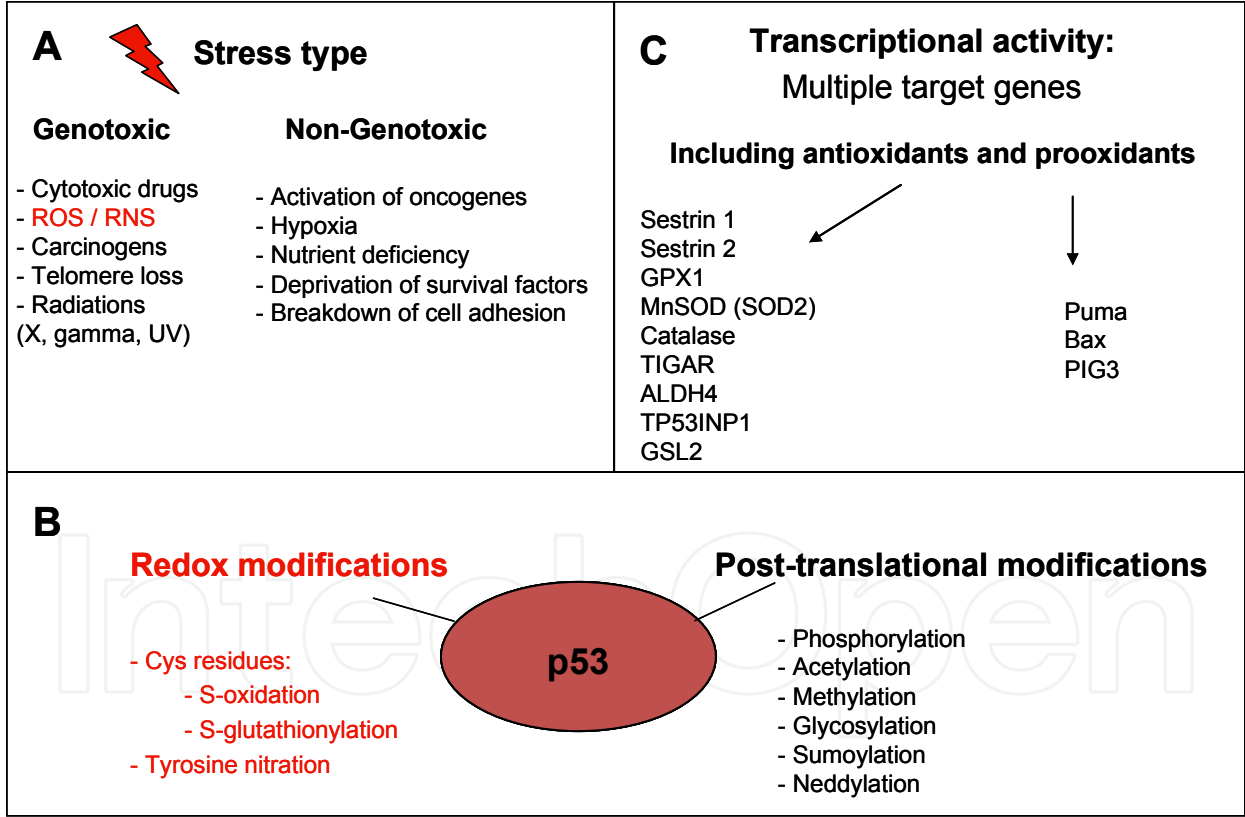 A
Stress type
Genotoxic
- Cytotoxic drugs
- ROS / RNS
- Carcinogens
- Telomere loss
- Radiations
(X, gamma, UV)
Non-Genotoxic
- Activation of oncogenes
- Hypoxia
- Nutrient deficiency
- Deprivation of survival factors
- Breakdown of cell adhesion
C
Transcriptional activity:
Multiple target genes
Including antioxidants and prooxidants
Sestrin 1
Sestrin 2
GPX1
MnSOD (SOD2)
Catalase
TIGAR
ALDH4
TP53INP1
GSL2
Puma
Bax
PIG3
B
Redox modifications
- Cys residues:
- S-oxidation
- S-glutathionylation
- Tyrosine nitration
p53
Post-translational modifications
- Phosphorylation
- Acetylation
- Methylation
- Glycosylation
- Sumoylation
- Neddylation
IntechOpen